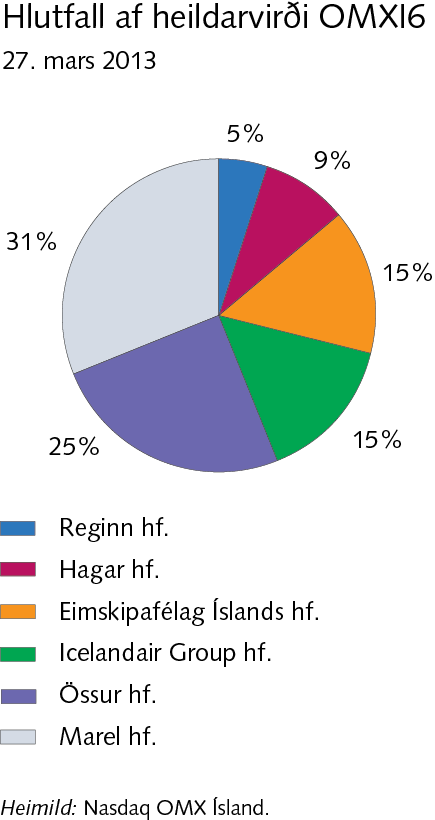 Hlutfall af heildarvirði OMXI6
27. mars 2013
5%
9%
31%
15%
15%
25%
Reginn hf.
Hagar hf.
Eimskipafélag Íslands hf.
Icelandair Group hf.
Össur hf.
Marel hf.
Heimild: Nasdaq OMX Ísland.